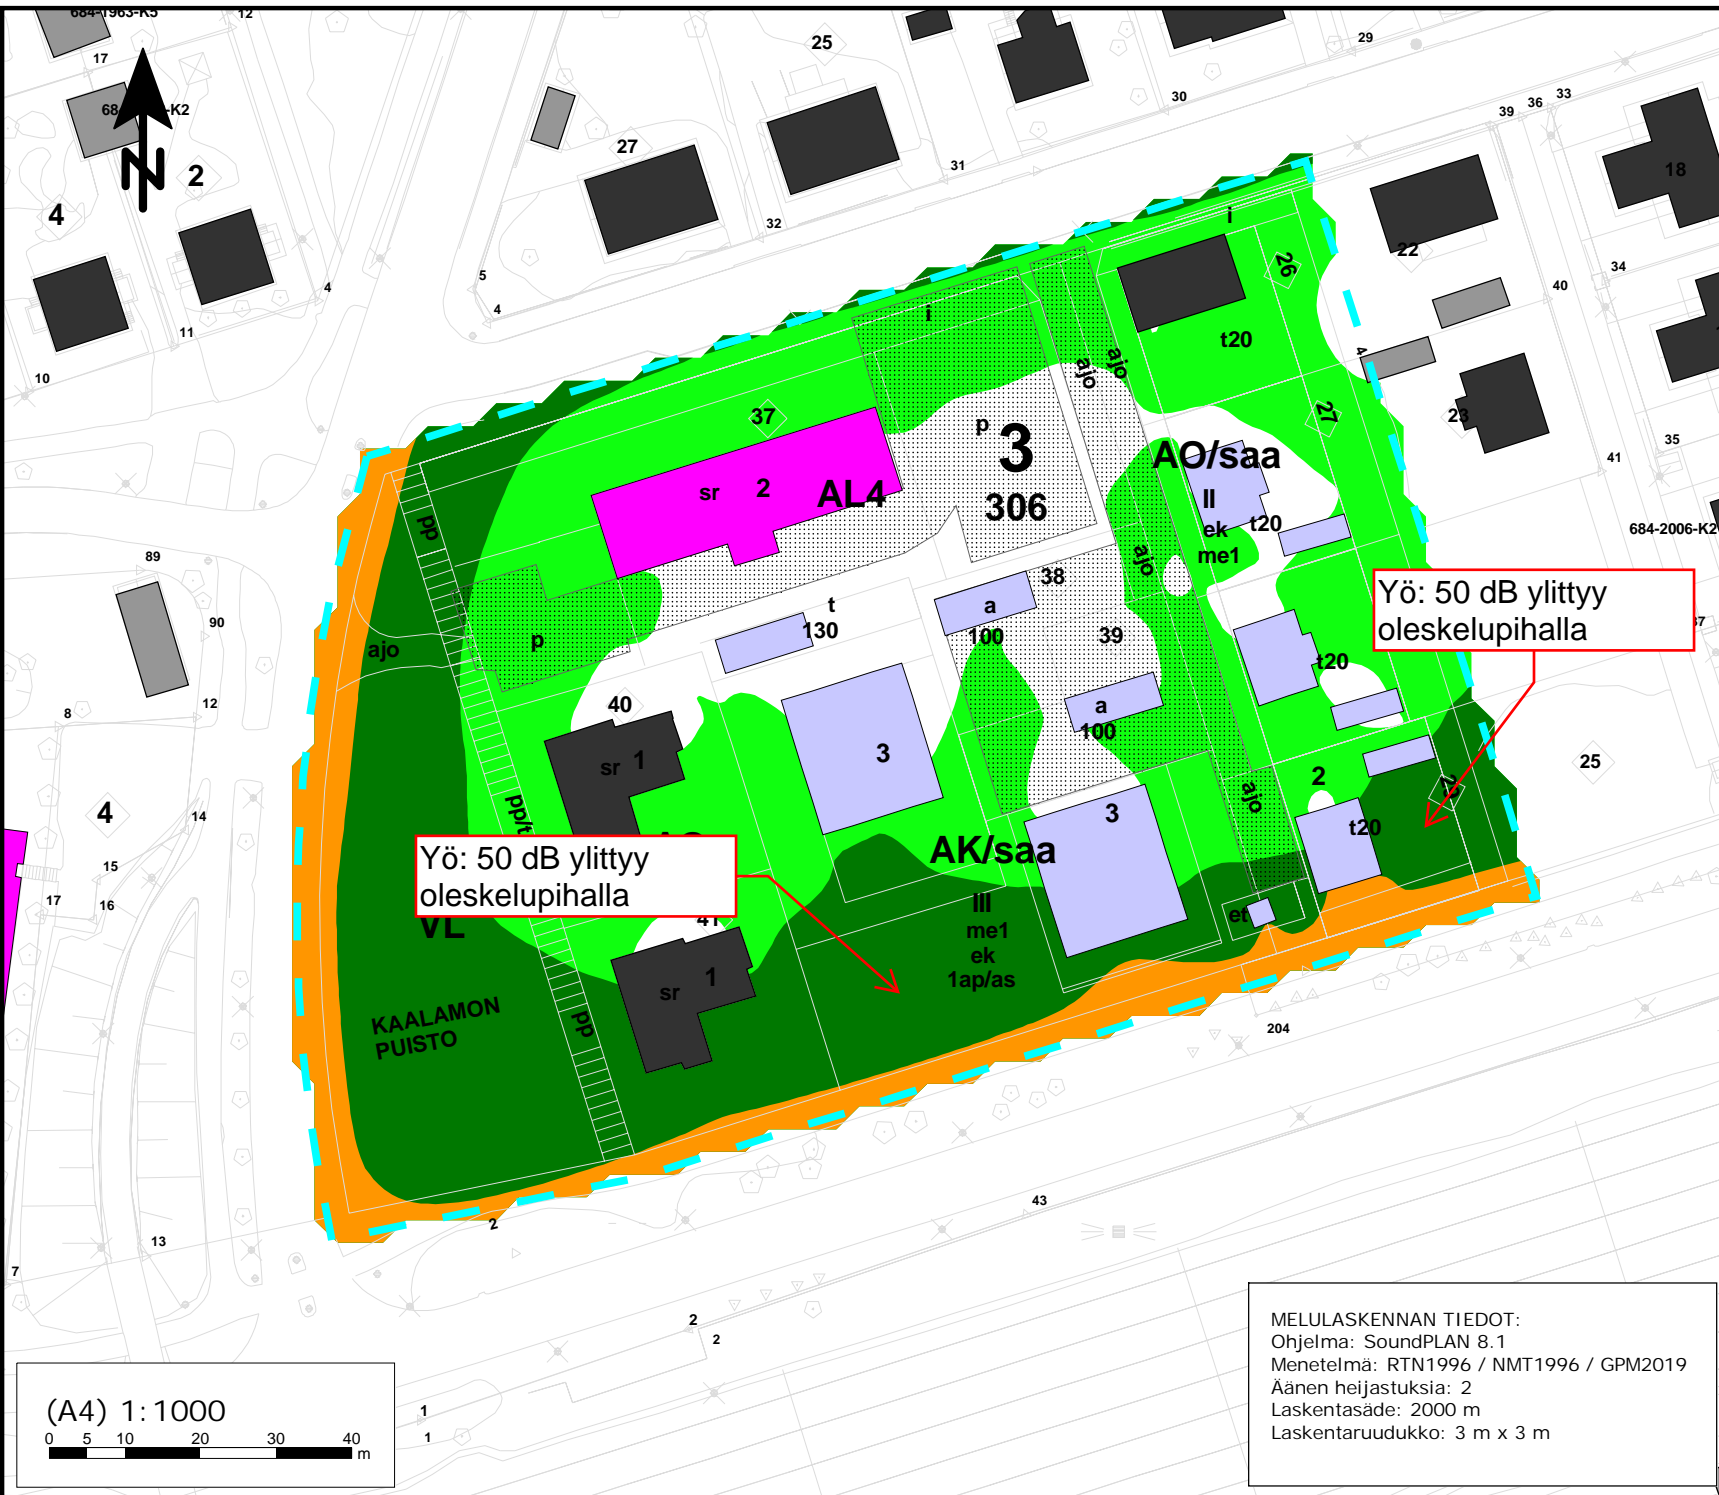 684-1963-K5
12
17
25
29
K2
30
33
36
39
27
2
4
31
18
32
22
26
34
5
4
4
i
40
11
i
t20
10
ajo
ajo
4
37
27
23
p
3
35
AO/saa
41
sr 2
AL4
II
306
t20
684-2006-K2
pp
ek
me1
89
ajo
38
Yö: 50 dB ylittyy
oleskelupihalla
t
a
90
130
100
39
p
ajo
t20
40
12
8
a
100
3
sr 1
25
2
ajo
pp/t
4
14
3
t20
Yö: 50 dB ylittyy
oleskelupihalla
AK/saa
15
17
16
III
et
41
VL
me1
ek
1ap/as
sr 1
KAALAMON
PUISTO
pp
204
43
2
13
7
2
2
MELULASKENNAN TIEDOT:
Ohjelma: SoundPLAN 8.1
Menetelmä: RTN1996 / NMT1996 / GPM2019
Äänen heijastuksia: 2
Laskentasäde: 2000 m
Laskentaruudukko: 3 m x 3 m
(A4) 1:1000
0 5 10 20 30 40
m
1
1